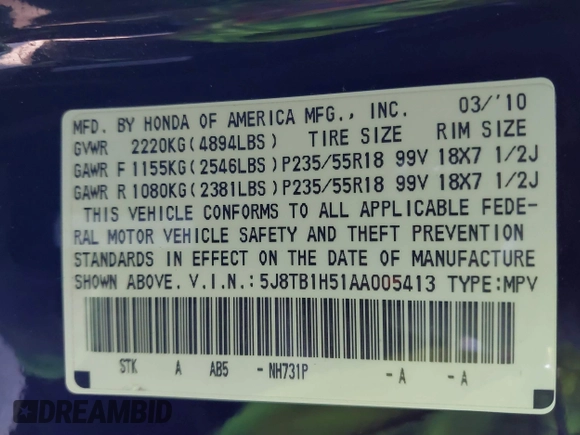 MFD. BY HONDA OF AMERICA MFG., INC. 03/'10
GVWR 2220KG(4894LBS) TIRE SIZE RIM SIZE
GAWR F 1155KG(2546LBS) P235/55R18 99V 18X7 1/2J
GAWR R 1080KG(2381LBS) P235/55R18 99V 18X7 1/2J
THIS VEHICLE CONFORMS TO ALL APPLICABLE FEDE-
RAL MOTOR VEHICLE SAFETY AND THEFT PREVENTION
STANDARDS IN EFFECT ON THE DATE OF MANUFACTURE
SHOWN ABOVE. V.I.N.:5J8TB1H51AA005413 TYPE:MPV
STK A AB5 -NH731P -A -A
DREAMBID